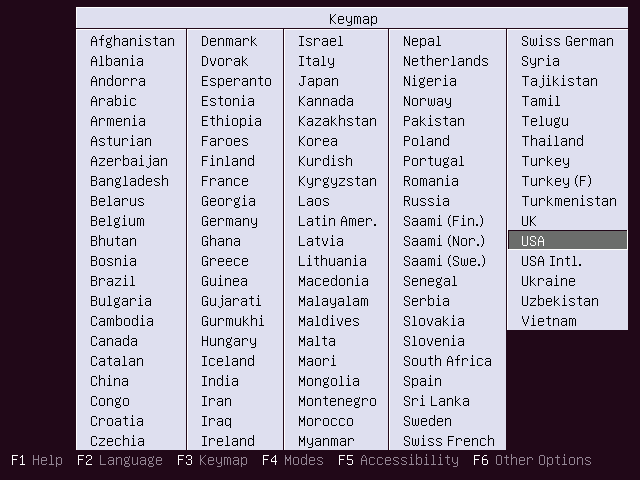 Keymap
Afghanistan
Albania
Andorra
Arabic
Armenia
Asturian
Azerbaijan
Bangladesh
Belarus
Belgium
Bhutan
Bosnia
Brazil
Bulgaria
Cambodia
Canada
Catalan
China
Congo
Croatia
Czechia
Denmark
Dvorak
Esperanto
Estonia
Ethiopia
Faroes
Finland
France
Georgia
Germany
Ghana
Greece
Guinea
Gujarati
Gurmukhi
Hungary
Iceland
India
Iran
Iraq
Ireland
Israel
Italy
Japan
Kannada
Kazakhstan
Korea
Kurdish
Kyrgyzstan
Laos
Latin Amer.
Latvia
Lithuania
Macedonia
Malayalam
Maldives
Malta
Maori
Mongolia
Montenegro
Morocco
Myanmar
Nepal
Netherlands
Nigeria
Norway
Pakistan
Poland
Portugal
Romania
Russia
Saami (Fin.)
Saami (Nor.)
Saami (Swe.)
Senegal
Serbia
Slovakia
Slovenia
South Africa
Spain
Sri Lanka
Sweden
Swiss French
Swiss German
Syria
Tajikistan
Tamil
Telugu
Thailand
Turkey
Turkey (F)
Turkmenistan
UK
USA
USA Intl.
Ukraine
Uzbekistan
Vietnam
F1 Help F2 Language F3 Keymap F4 Modes F5 Accessibility F6 Other Options